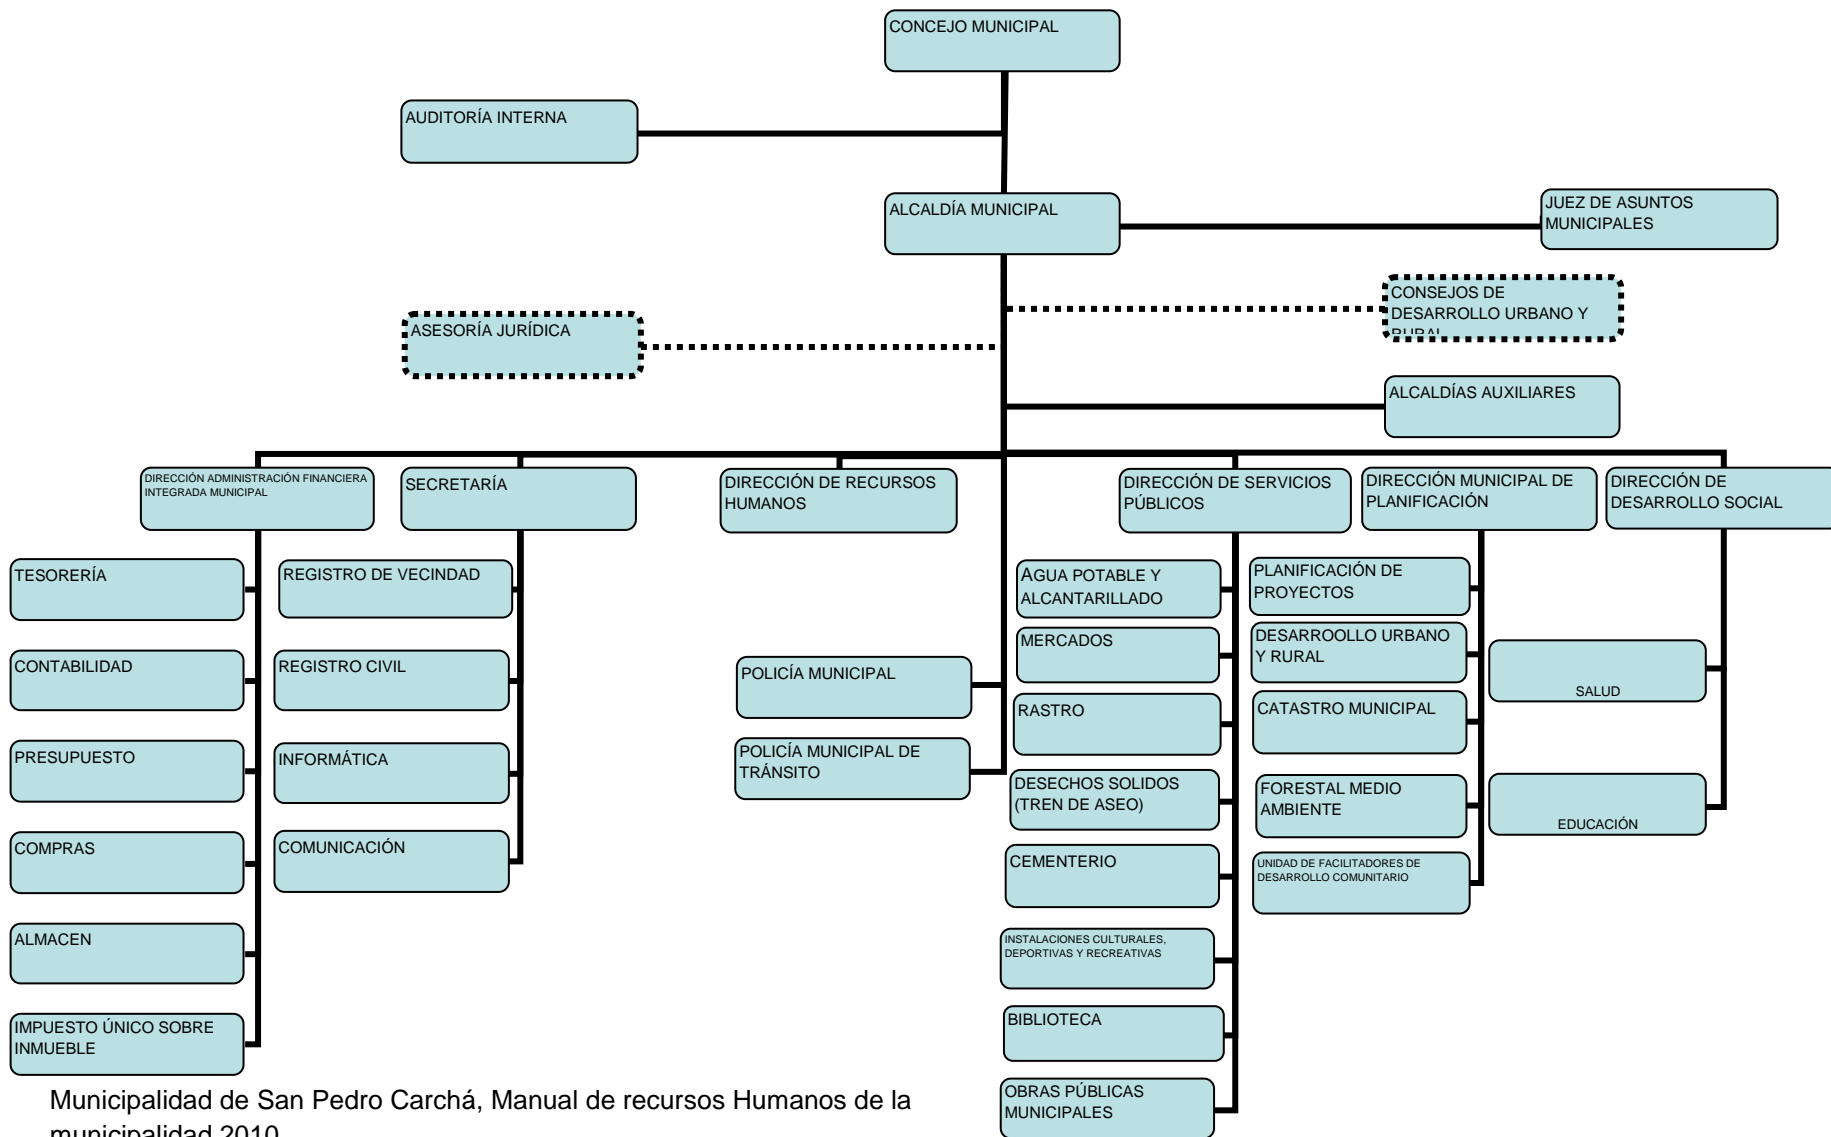 CONCEJO MUNICIPAL
AUDITORÍA INTERNA
ALCALDÍA MUNICIPAL
JUEZ DE ASUNTOS
MUNICIPALES
CONSEJOS DE
DESARROLLO URBANO Y
RURAL
ASESORÍA JURÍDICA
ALCALDÍAS AUXILIARES
DIRECCIÓN ADMINISTRACIÓN FINANCIERA
INTEGRADA MUNICIPAL
SECRETARÍA
DIRECCIÓN DE RECURSOS
HUMANOS
DIRECCIÓN DE SERVICIOS
PÚBLICOS
DIRECCIÓN MUNICIPAL DE
PLANIFICACIÓN
DIRECCIÓN DE
DESARROLLO SOCIAL
TESORERÍA
CONTABILIDAD
PRESUPUESTO
COMPRAS
ALMACEN
IMPUESTO ÚNICO SOBRE
INMUEBLE
REGISTRO DE VECINDAD
REGISTRO CIVIL
INFORMÁTICA
COMUNICACIÓN
POLICÍA MUNICIPAL
POLICÍA MUNICIPAL DE
TRÁNSITO
AGUA POTABLE Y
ALCANTARILLADO
MERCADOS
RASTRO
DESECHOS SOLIDOS
(TREN DE ASEO)
CEMENTERIO
INSTALACIONES CULTURALES,
DEPORTIVAS Y RECREATIVAS
BIBLIOTECA
OBRAS PÚBLICAS
MUNICIPALES
PLANIFICACIÓN DE
PROYECTOS
DESARROOLLO URBANO
Y RURAL
CATASTRO MUNICIPAL
FORESTAL MEDIO
AMBIENTE
UNIDAD DE FACILITADORES DE
DESARROLLO COMUNITARIO
SALUD
EDUCACIÓN
Municipalidad de San Pedro Carchá, Manual de recursos Humanos de la
municipalidad 2010